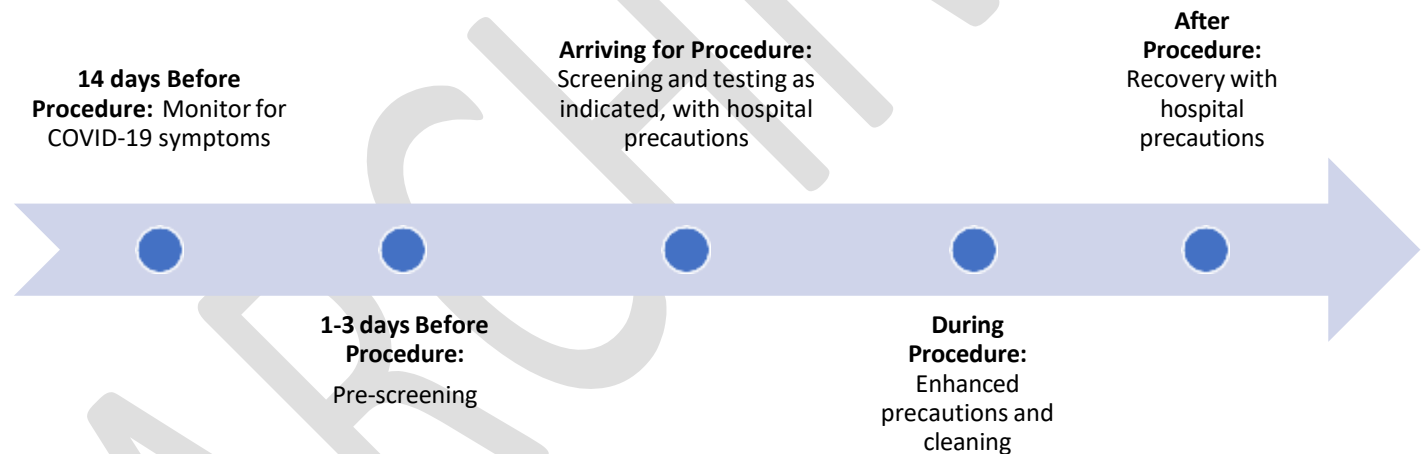 14 days Before
Procedure: Monitor for
COVID-19 symptoms
1-3 days Before
Procedure:
Pre-screening
Arriving for Procedure:
Screening and testing as
indicated, with hospital
precautions
During
Procedure:
Enhanced
precautions and
cleaning
After
Procedure:
Recovery with
hospital
precautions